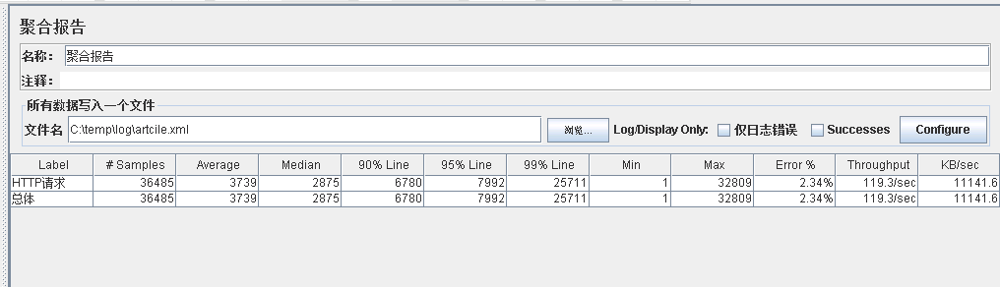 聚合报告
名称： 聚合报告
注释：
所有数据写入一个文件
文件名 C:\temp\log\artcile.xml 浏览... Log/Display Only: 仅日志错误 Successes Configure
Label # Samples Average Median 90% Line 95% Line 99% Line Min Max Error % Throughput KB/sec
HTTP请求 36485 3739 2875 6780 7992 25711 1 32809 2.34% 119.3/sec 11141.6
总体 36485 3739 2875 6780 7992 25711 1 32809 2.34% 119.3/sec 11141.6